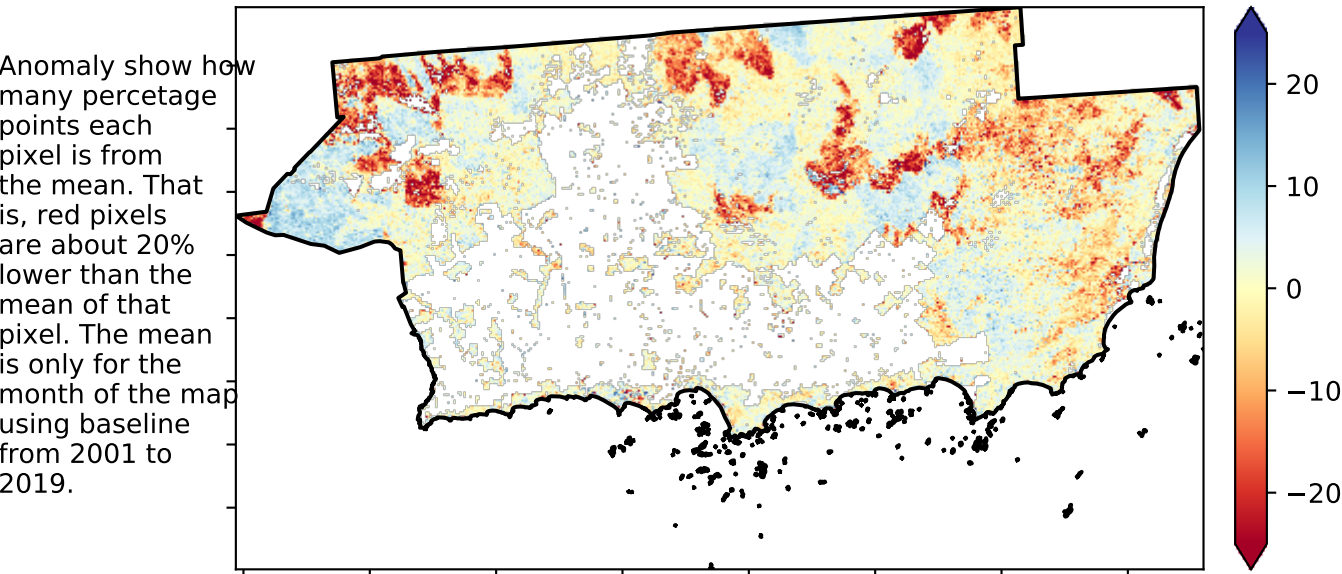 Anomaly show how
many percetage
points each
pixel is from
the mean. That
is, red pixels
are about 20%
lower than the
mean of that
pixel. The mean
is only for the
month of the map
using baseline
from 2001 to
2019.
20
10
0
−10
−20